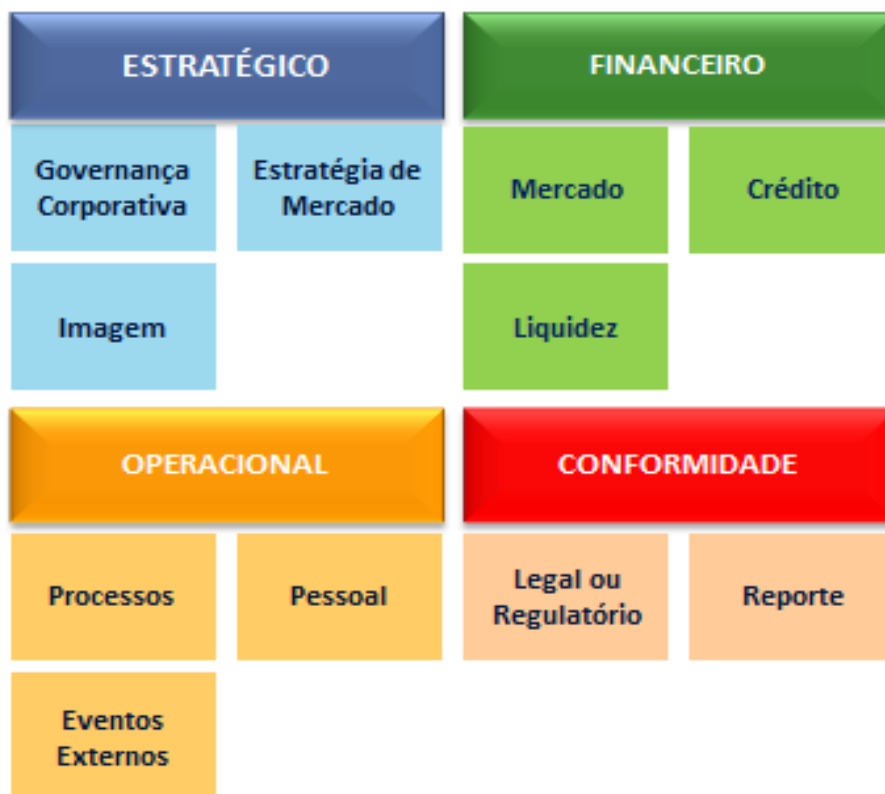 ESTRATÉGICO
Governança
Corporativa
Estratégia de
Mercado
Imagem
FINANCEIRO
Mercado
Crédito
Liquidez
OPERACIONAL
Processos
Pessoal
Eventos
Externos
CONFORMIDADE
Legal ou
Regulatório
Reporte